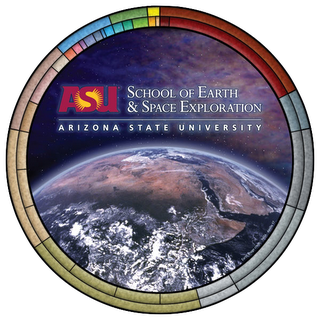 ASU SCHOOL OF EARTH
& SPACE EXPLORATION
ARIZONA STATE UNIVERSITY